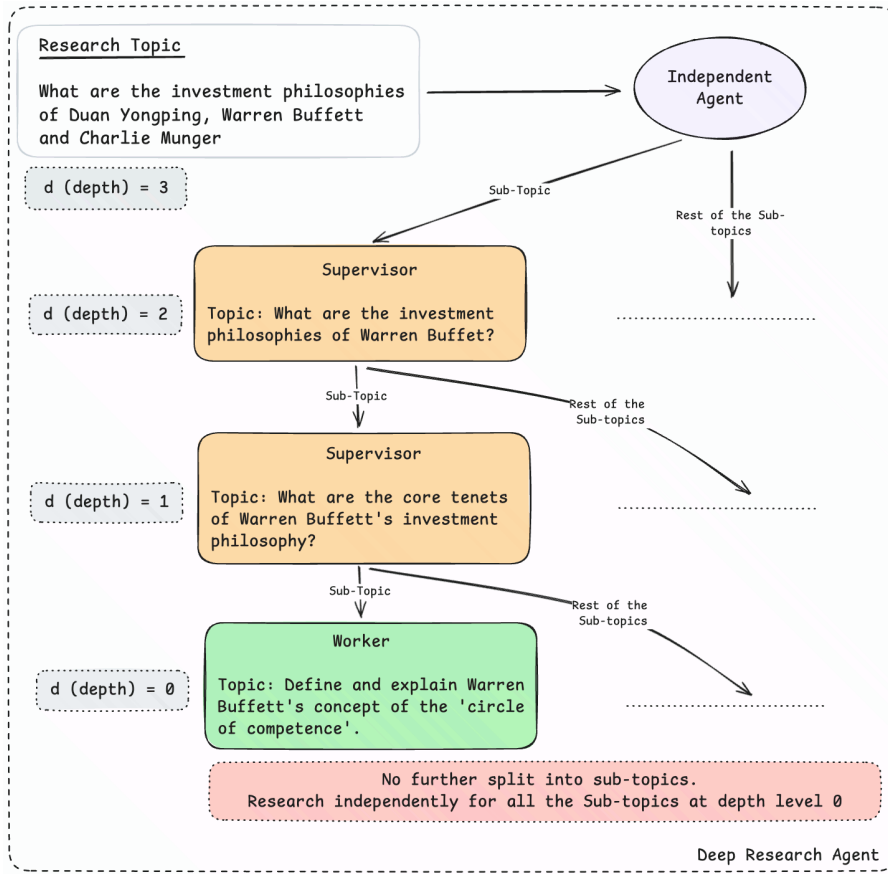 Research Topic
What are the investment philosophies
of Duan Yongping, Warren Buffett
and Charlie Munger
Independent
Agent
d (depth) = 3
Sub-Topic
Rest of the Sub-
topics
Supervisor
d (depth) = 2
Topic: What are the investment
philosophies of Warren Buffet?
Sub-Topic
Rest of the
Sub-topics
Supervisor
d (depth) = 1
Topic: What are the core tenets
of Warren Buffett's investment
philosophy?
Sub-Topic
Rest of the
Sub-topics
Worker
d (depth) = 0
Topic: Define and explain Warren
Buffett's concept of the 'circle
of competence'.
No further split into sub-topics.
Research independently for all the Sub-topics at depth level 0
Deep Research Agent